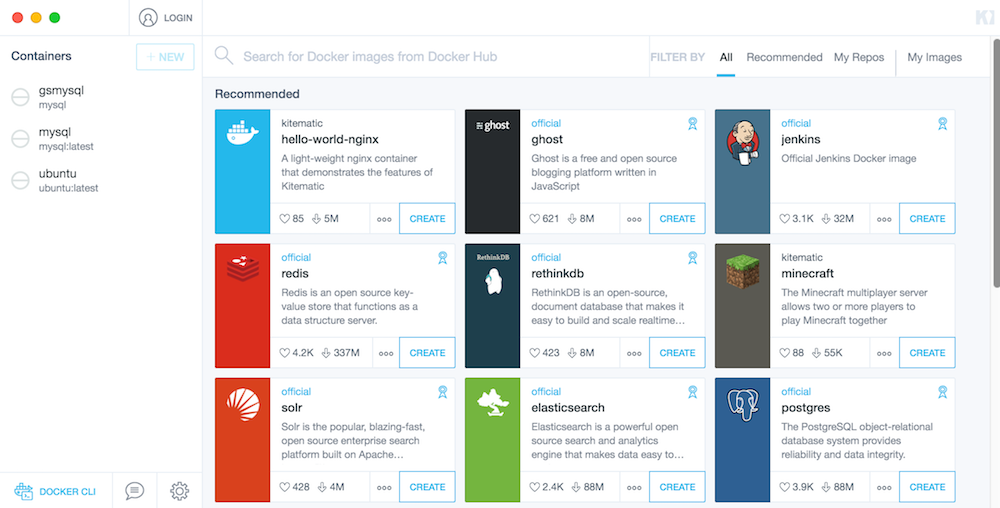 LOGIN
Containers
+ NEW
gsmysql
mysql
mysql
mysql:latest
ubuntu
ubuntu:latest
DOCKER CLI
Search for Docker images from Docker Hub
FILTER BY All Recommended My Repos My Images
Recommended
kitematic
hello-world-nginx
A light-weight nginx container
that demonstrates the features of
Kitematic
85 5M
CREATE
ghost
official
ghost
Ghost is a free and open source
blogging platform written in
JavaScript
621 8M
CREATE
official
jenkins
Official Jenkins Docker image
3.1K 32M
CREATE
official
redis
Redis is an open source key-
value store that functions as a
data structure server.
4.2K 337M
CREATE
RethinkDB
official
rethinkdb
RethinkDB is an open-source,
document database that makes it
easy to build and scale realtime...
423 8M
CREATE
kitematic
minecraft
The Minecraft multiplayer server
allows two or more players to
play Minecraft together
88 55K
CREATE
official
solr
Solr is the popular, blazing-fast,
open source enterprise search
platform built on Apache...
428 4M
CREATE
official
elasticsearch
Elasticsearch is a powerful open
source search and analytics
engine that makes data easy to...
2.4K 88M
CREATE
official
postgres
The PostgreSQL object-relational
database system provides
reliability and data integrity.
3.9K 88M
CREATE